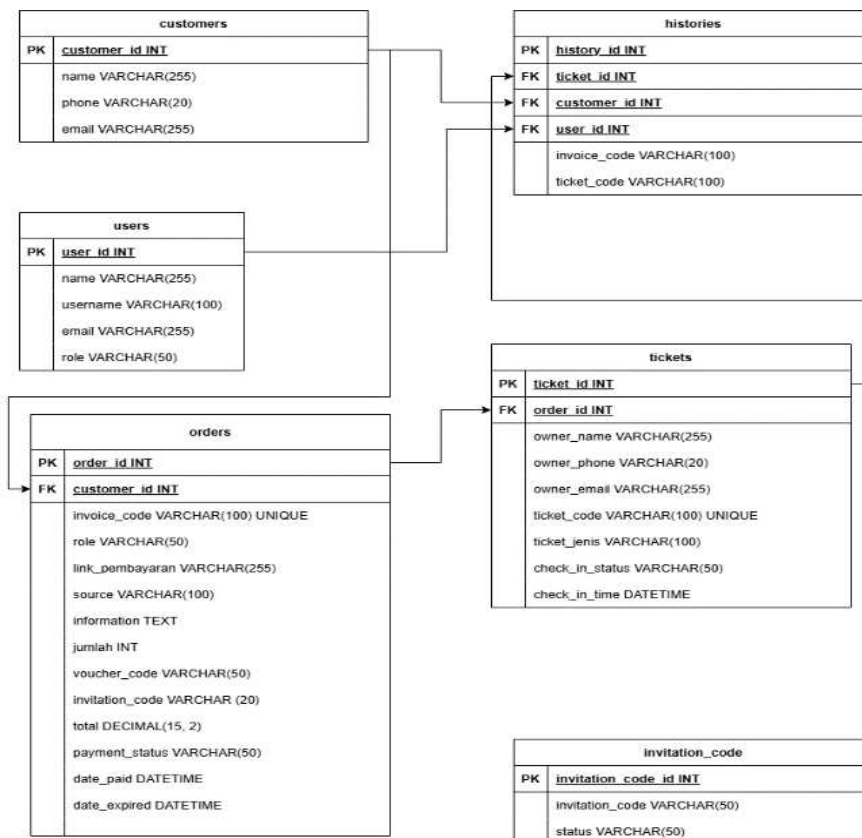 customers
PK customer_id INT
name VARCHAR(255)
phone VARCHAR(20)
email VARCHAR(255)
histories
PK history_id INT
FK ticket_id INT
FK customer_id INT
FK user_id INT
invoice_code VARCHAR(100)
ticket_code VARCHAR(100)
users
PK user_id INT
name VARCHAR(255)
username VARCHAR(100)
email VARCHAR(255)
role VARCHAR(50)
tickets
PK ticket_id INT
FK order_id INT
owner_name VARCHAR(255)
owner_phone VARCHAR(20)
owner_email VARCHAR(255)
ticket_code VARCHAR(100) UNIQUE
ticket_jenis VARCHAR(100)
check_in_status VARCHAR(50)
check_in_time DATETIME
orders
PK order_id INT
FK customer_id INT
invoice_code VARCHAR(100) UNIQUE
role VARCHAR(50)
link_pembayaran VARCHAR(255)
source VARCHAR(100)
information TEXT
jumlah INT
voucher_code VARCHAR(50)
invitation_code VARCHAR (20)
total DECIMAL(15, 2)
payment_status VARCHAR(50)
date_paid DATETIME
date_expired DATETIME
invitation_code
PK invitation_code_id INT
invitation_code VARCHAR(50)
status VARCHAR(50)